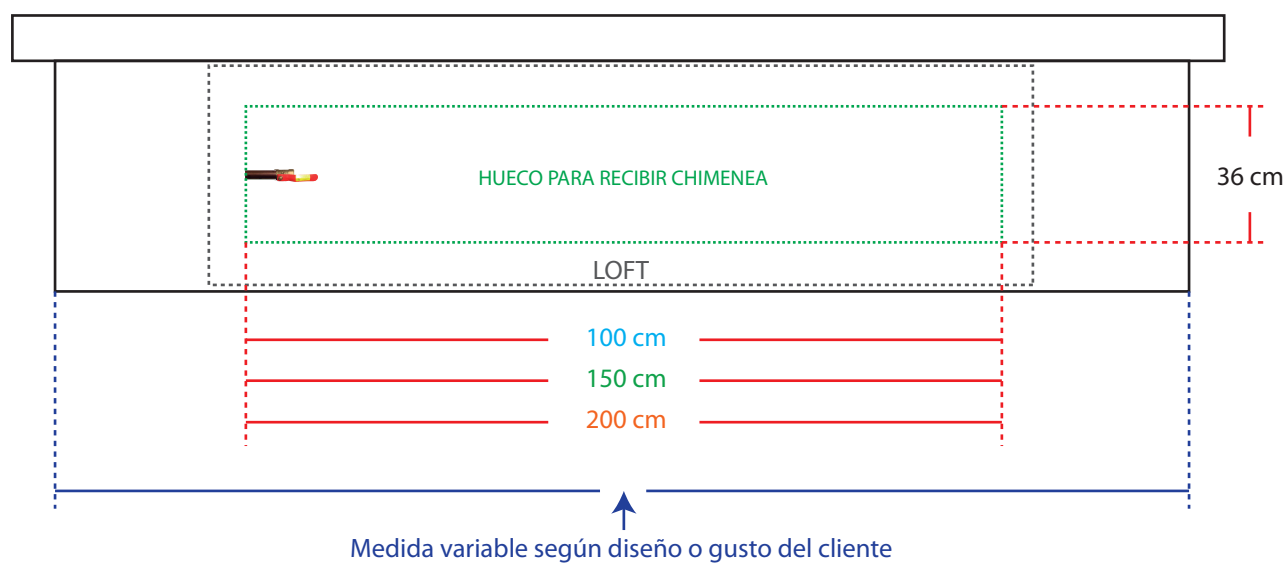 HUECO PARA RECIBIR CHIMENEA
36 cm
LOFT
100 cm
150 cm
200 cm
Medida variable según diseño o gusto del cliente